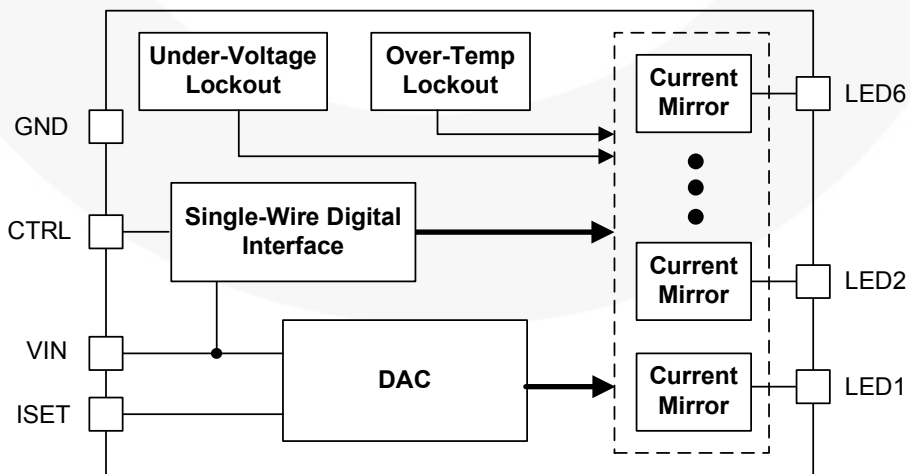 Under-Voltage
Lockout
Over-Temp
Lockout
Current
Mirror
LED6
GND
CTRL
Single-Wire Digital
Interface
Current
Mirror
LED2
VIN
DAC
Current
Mirror
LED1
ISET